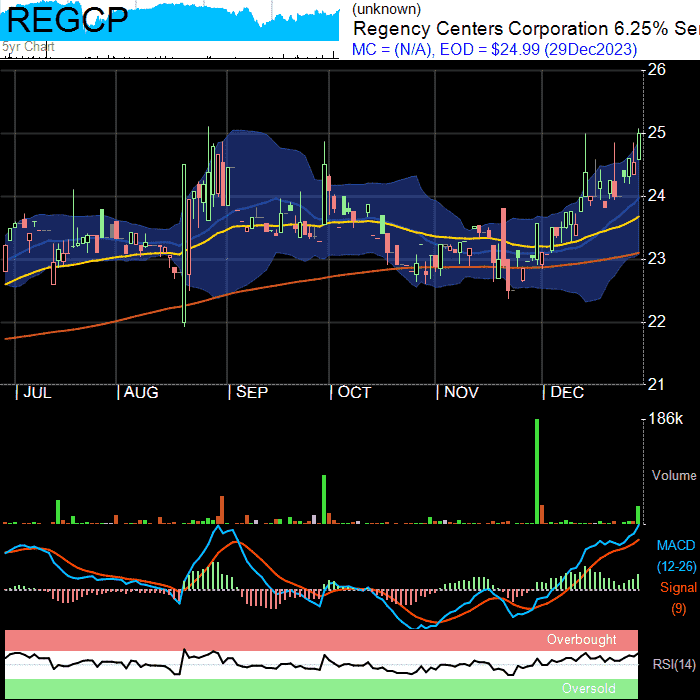 REGCP
5yr Chart
(unknown)
Regency Centers Corporation 6.25% Ser
MC = (N/A), EOD = $24.99 (29Dec2023)
26
25
24
23
22
21
JUL AUG SEP OCT NOV DEC
186k
Volume
MACD
(12-26)
Signal
(9)
Overbought
RSI(14)
Oversold